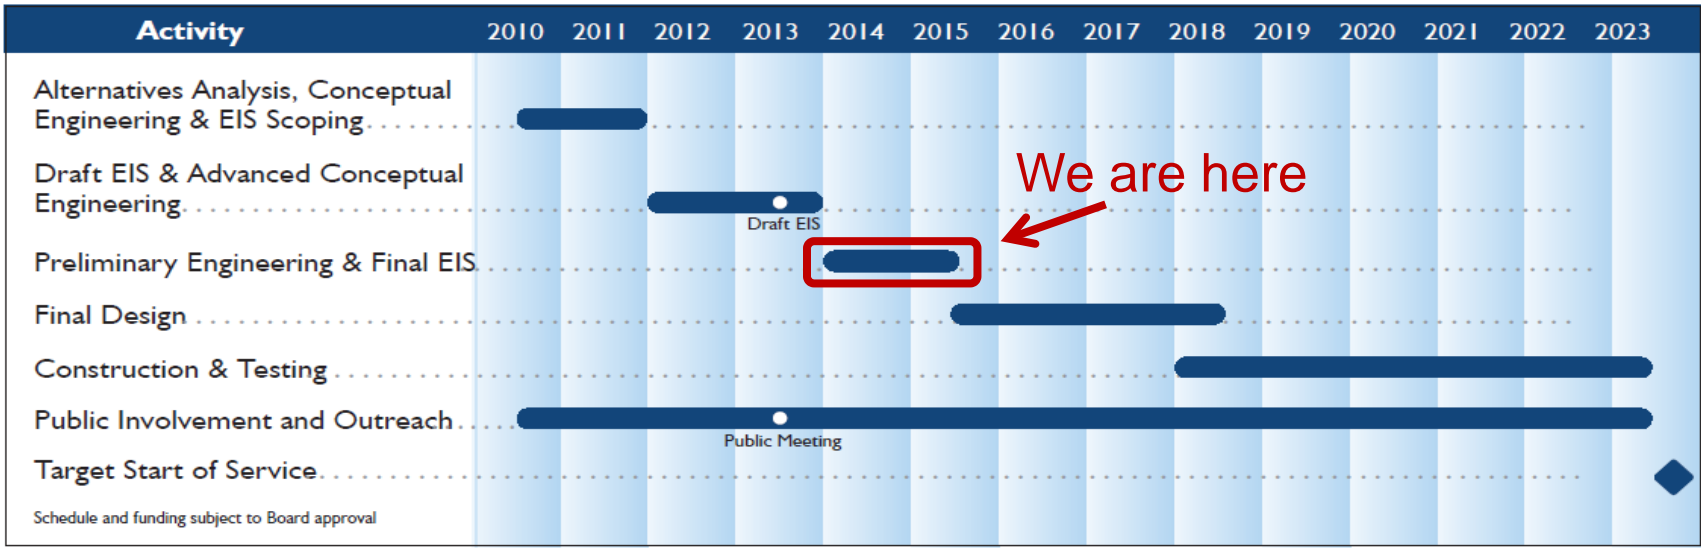 Activity 2010 2011 2012 2013 2014 2015 2016 2017 2018 2019 2020 2021 2022 2023
Alternatives Analysis, Conceptual
Engineering & EIS Scoping
We are here
Draft EIS & Advanced Conceptual
Engineering
Draft EIS
Preliminary Engineering & Final EIS
Final Design
Construction & Testing
Public Involvement and Outreach
Public Meeting
Target Start of Service
Schedule and funding subject to Board approval